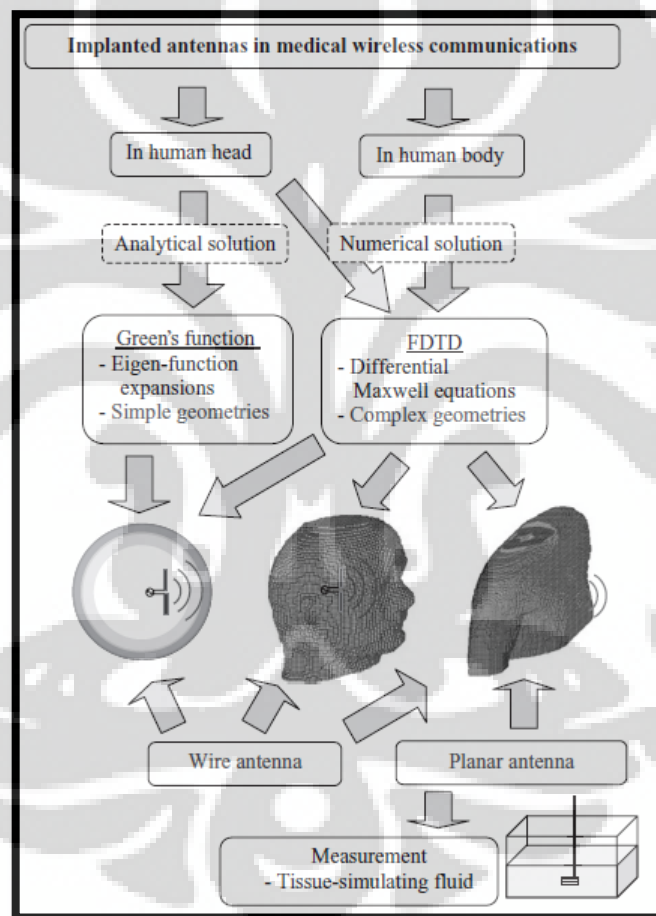 Implanted antennas in medical wireless communications
In human head
In human body
Analytical solution
Numerical solution
Green's function
- Eigen-function
expansions
- Simple geometries
FDTD
- Differential
Maxwell equations
- Complex geometries
Wire antenna
Planar antenna
Measurement
- Tissue-simulating fluid